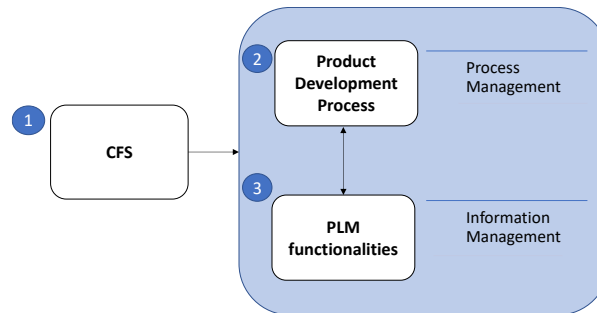 1
CFS
2
Product
Development
Process
Process
Management
3
PLM
functionalities
Information
Management